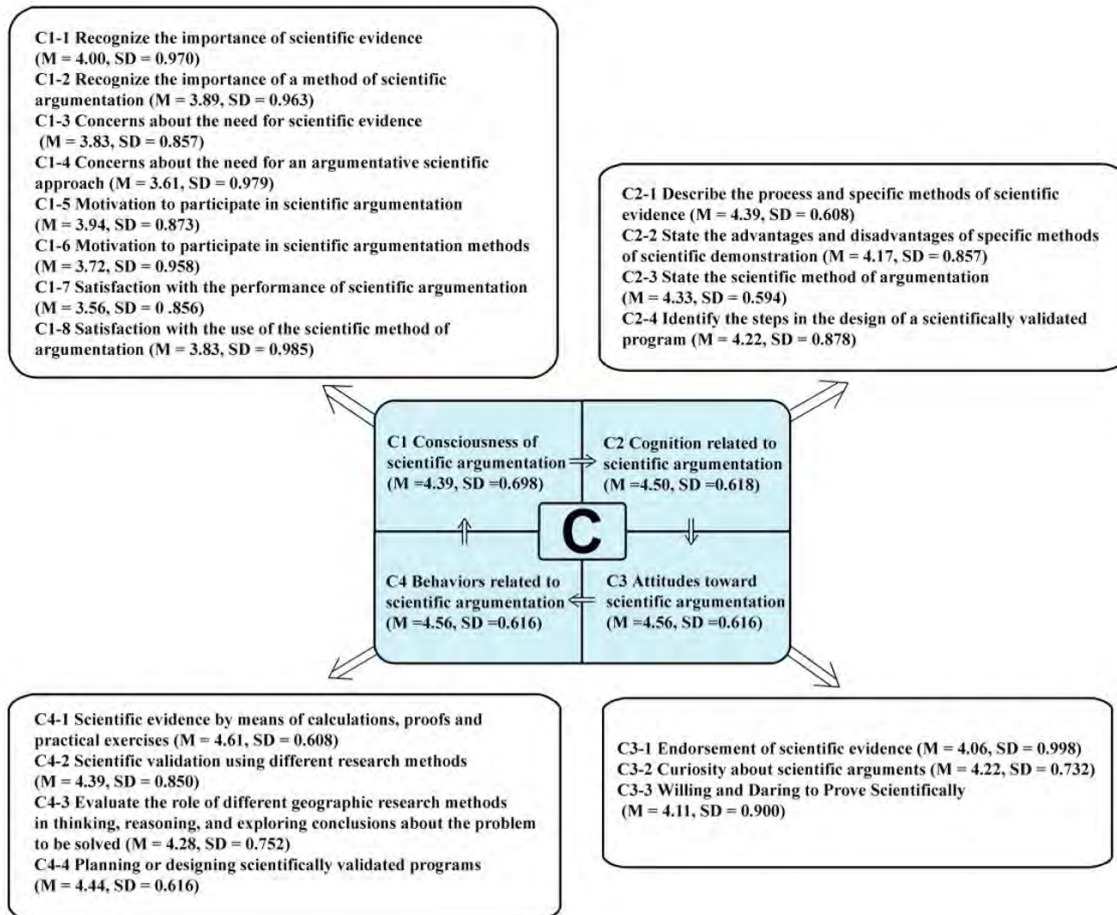 C1-1 Recognize the importance of scientific evidence
(M = 4.00, SD = 0.970)
C1-2 Recognize the importance of a method of scientific
argumentation (M = 3.89, SD = 0.963)
C1-3 Concerns about the need for scientific evidence
(M = 3.83, SD = 0.857)
C1-4 Concerns about the need for an argumentative scientific
approach (M = 3.61, SD = 0.979)
C1-5 Motivation to participate in scientific argumentation
(M = 3.94, SD = 0.873)
C1-6 Motivation to participate in scientific argumentation methods
(M = 3.72, SD = 0.958)
C1-7 Satisfaction with the performance of scientific argumentation
(M = 3.56, SD = 0 .856)
C1-8 Satisfaction with the use of the scientific method of
argumentation (M = 3.83, SD = 0.985)
C2-1 Describe the process and specific methods of scientific
evidence (M = 4.39, SD = 0.608)
C2-2 State the advantages and disadvantages of specific methods
of scientific demonstration (M = 4.17, SD = 0.857)
C2-3 State the scientific method of argumentation
(M = 4.33, SD = 0.594)
C2-4 Identify the steps in the design of a scientifically validated
program (M = 4.22, SD = 0.878)
C1 Consciousness of
scientific argumentation
(M =4.39, SD =0.698)
C2 Cognition related to
scientific argumentation
(M =4.50, SD =0.618)
C
C4 Behaviors related to
scientific argumentation
(M =4.56, SD =0.616)
C3 Attitudes toward
scientific argumentation
(M =4.56, SD =0.616)
C4-1 Scientific evidence by means of calculations, proofs and
practical exercises (M = 4.61, SD = 0.608)
C4-2 Scientific validation using different research methods
(M = 4.39, SD = 0.850)
C4-3 Evaluate the role of different geographic research methods
in thinking, reasoning, and exploring conclusions about the problem
to be solved (M = 4.28, SD = 0.752)
C4-4 Planning or designing scientifically validated programs
(M = 4.44, SD = 0.616)
C3-1 Endorsement of scientific evidence (M = 4.06, SD = 0.998)
C3-2 Curiosity about scientific arguments (M = 4.22, SD = 0.732)
C3-3 Willing and Daring to Prove Scientifically
(M = 4.11, SD = 0.900)